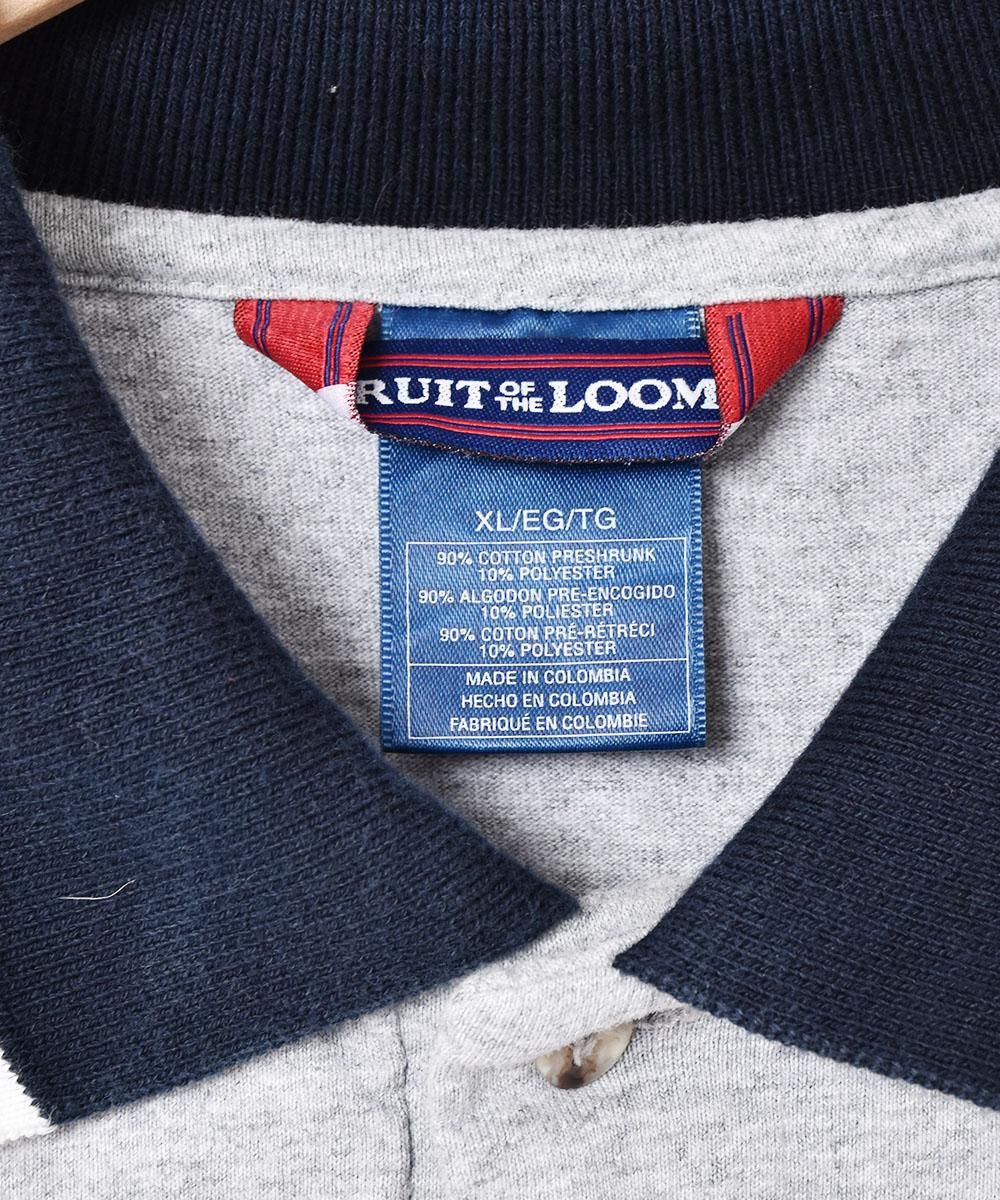 RUIT OF THE LOOM
XL/EG/TG
90% COTTON PRESHRUNK
10% POLYESTER
90% ALGODON PRE-ENCOGIDO
10% POLIESTER
90% COTON PRÉ-RÉTRÉCI
10% POLYESTER
MADE IN COLOMBIA
HECHO EN COLOMBIA
FABRIQUÉ EN COLOMBIE